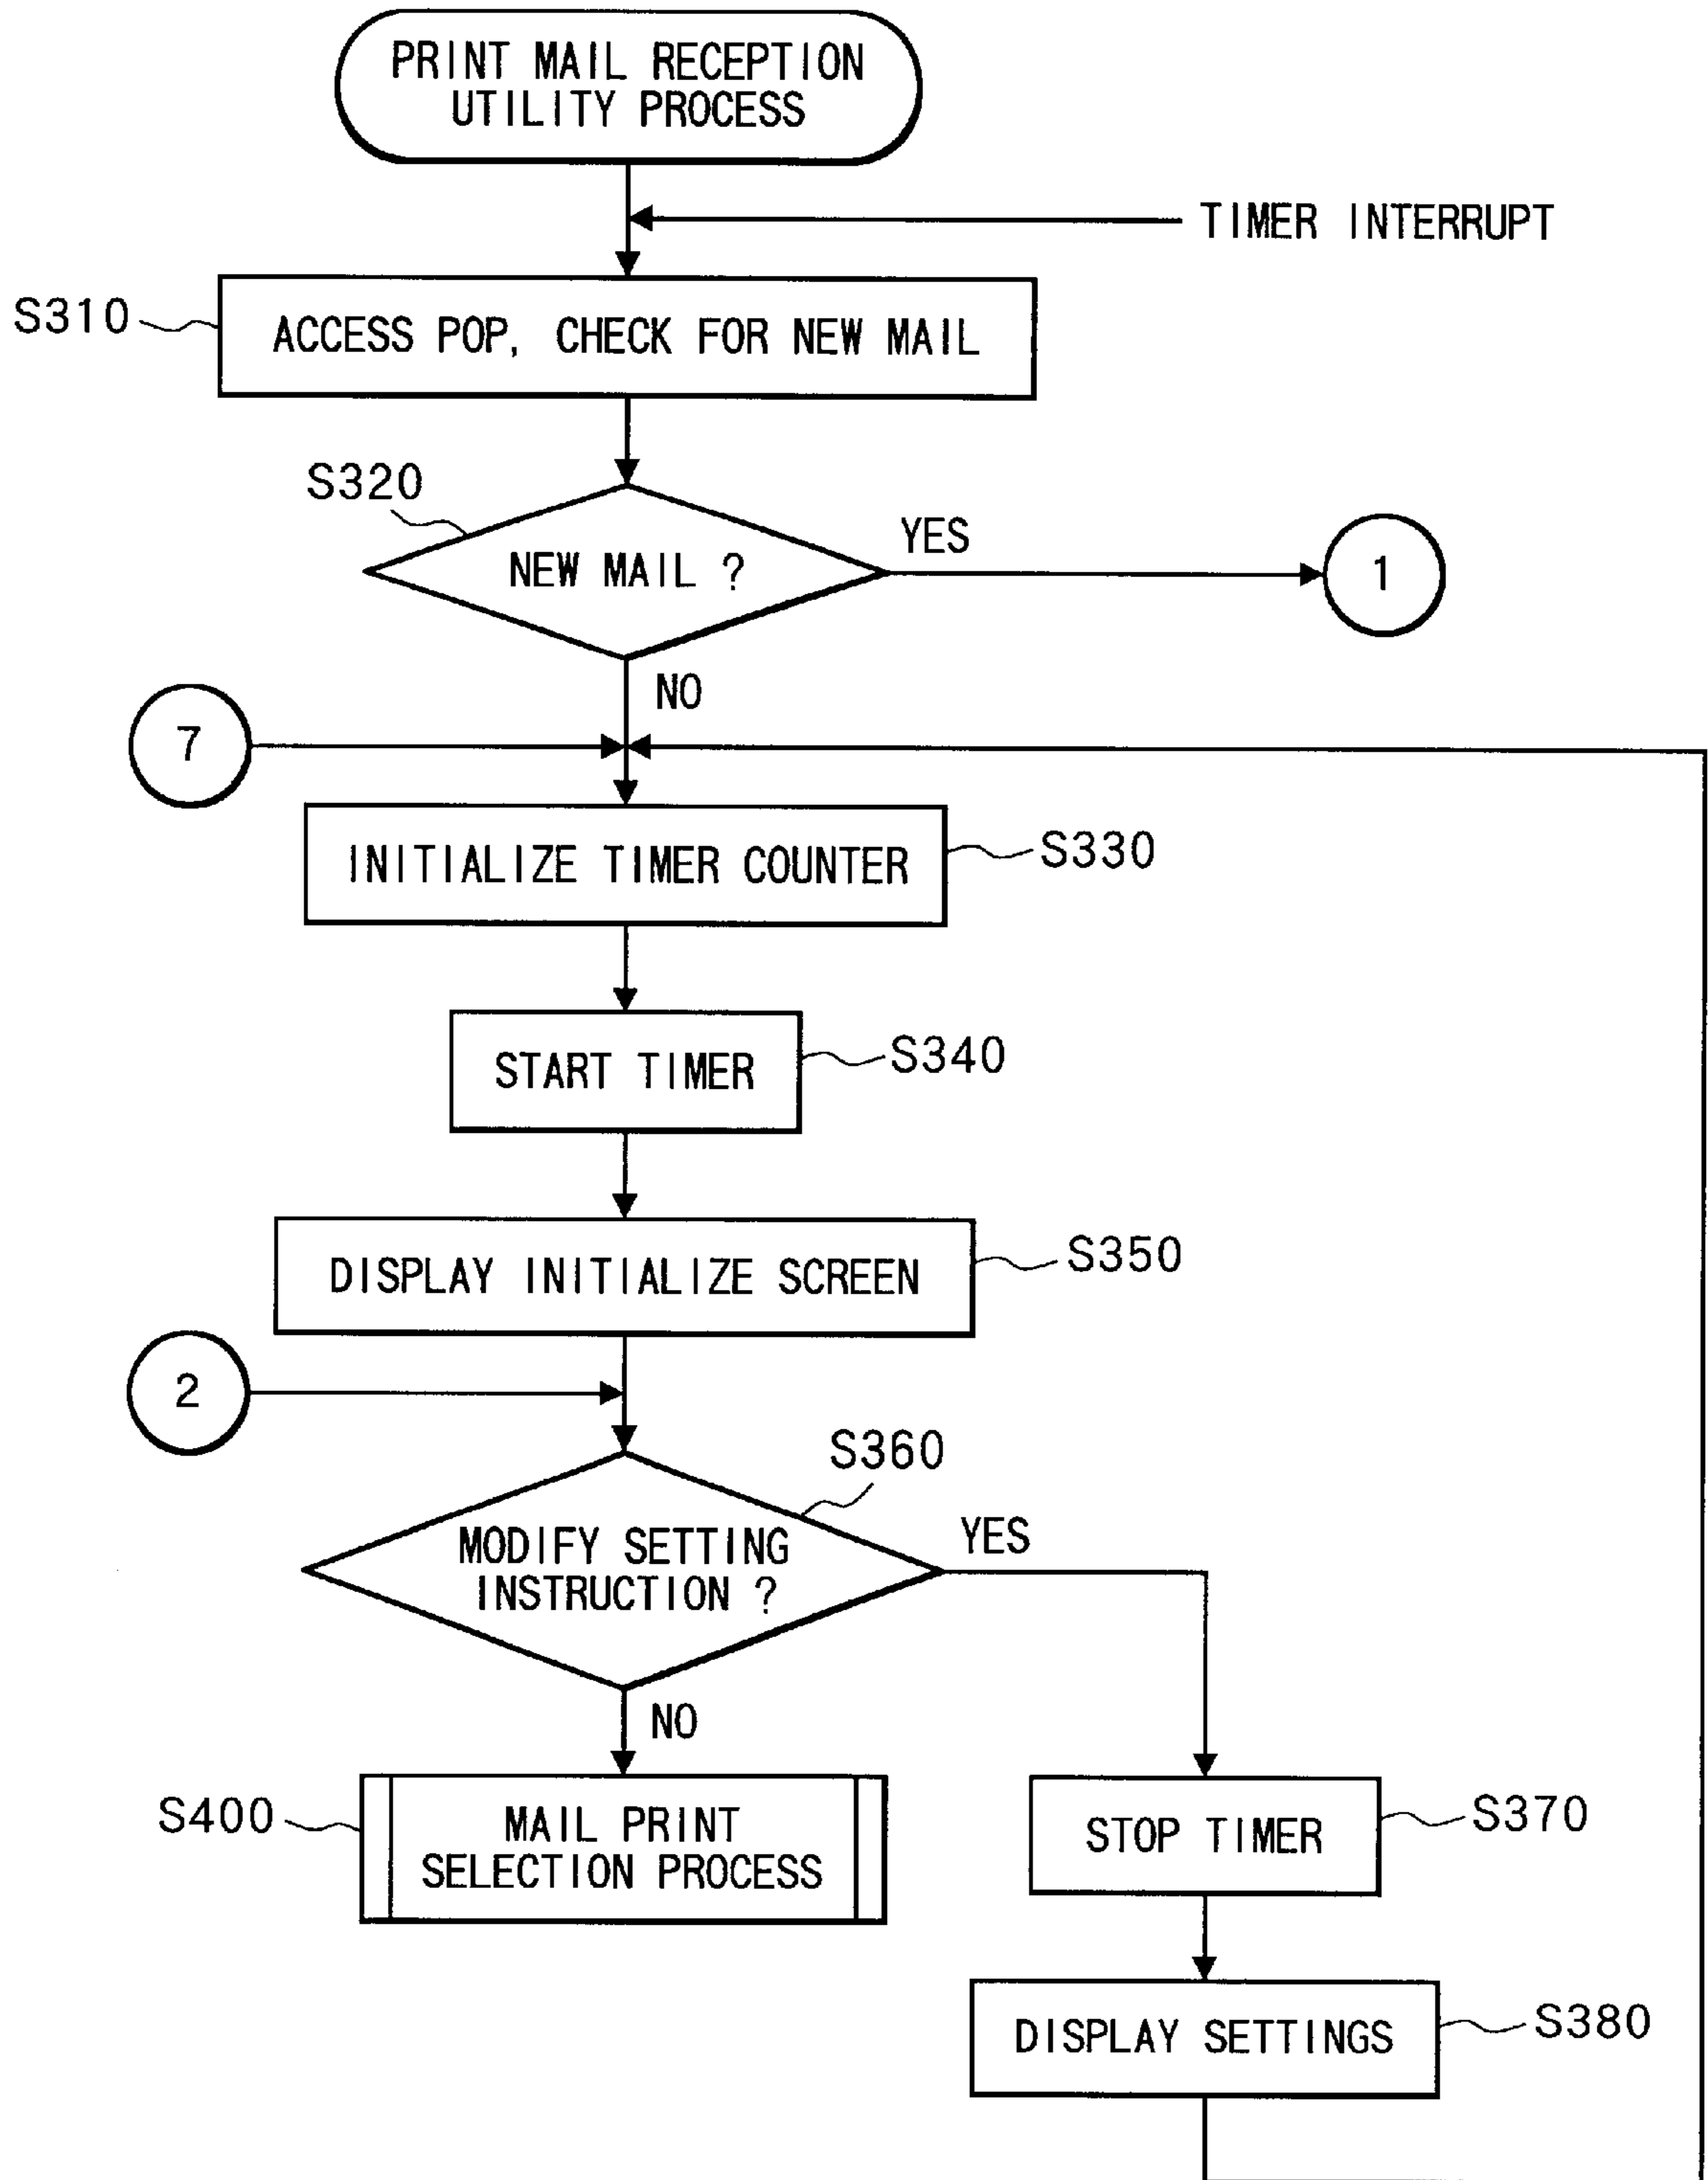 PRINT MAIL RECEPTION
UTILITY PROCESS
TIMER INTERRUPT
S310
ACCESS POP, CHECK FOR NEW MAIL
S320
NEW MAIL ?
YES
1
NO
7
INITIALIZE TIMER COUNTER
S330
START TIMER
S340
DISPLAY INITIALIZE SCREEN
S350
2
S360
MODIFY SETTING
INSTRUCTION ?
YES
NO
S400
MAIL PRINT
SELECTION PROCESS
STOP TIMER
S370
DISPLAY SETTINGS
S380